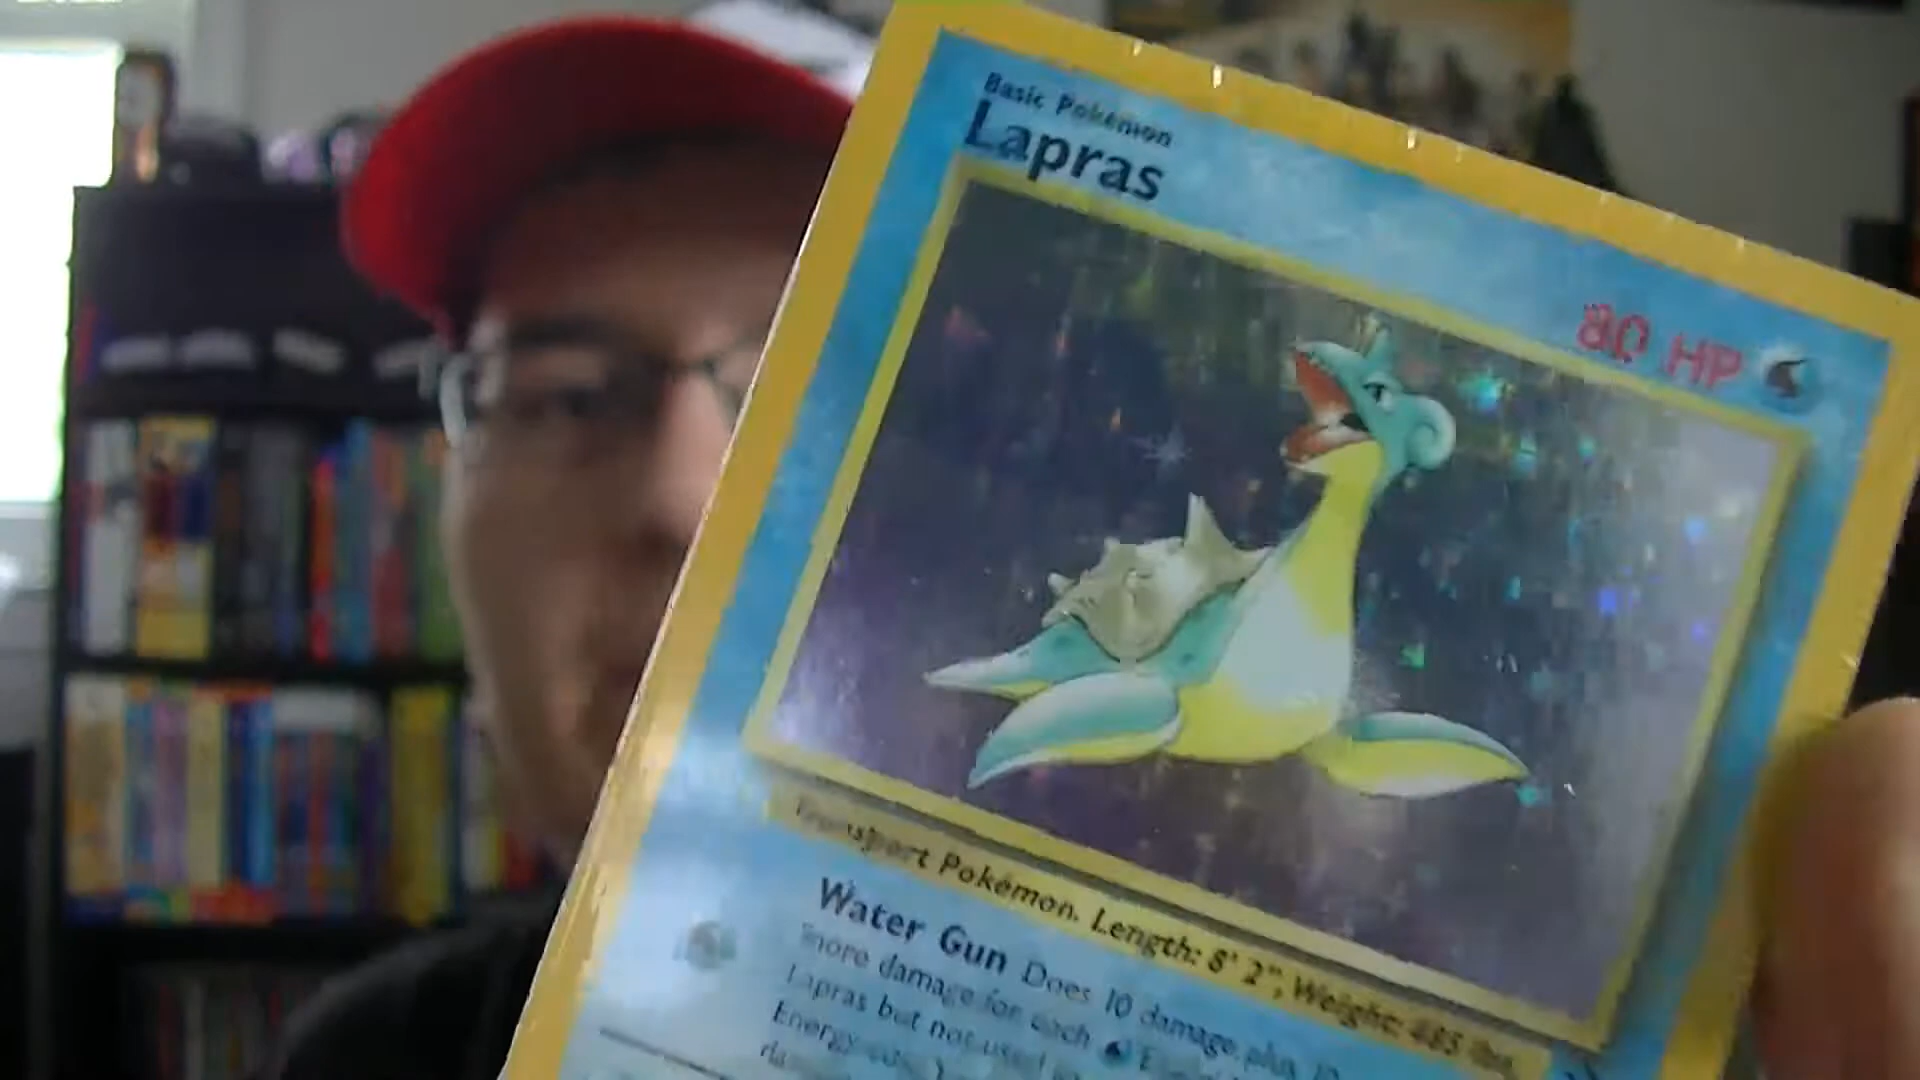 Basic Pokémon
Lapras
80 HP
Transport Pokémon. Length: 8' 2", Weight: 485 lbs.
Water Gun Does 10 damage plus 10
more damage for each
Lapras but not used
Energy